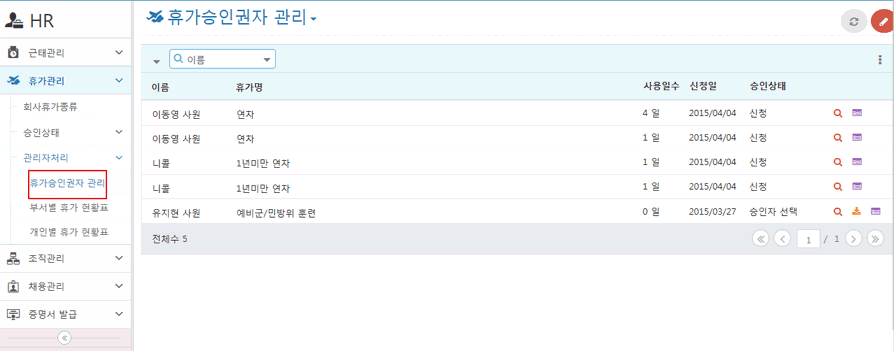 HR
근태관리
휴가관리
회사휴가종류
승인상태
관리자처리
휴가승인권자 관리
부서별 휴가 현황표
개인별 휴가 현황표
조직관리
채용관리
증명서 발급
휴가승인권자 관리
이름
이름 휴가명 사용일수 신청일 승인상태
이동영 사원 연자 4 일 2015/04/04 신청
이동영 사원 연자 1 일 2015/04/04 신청
니콜 1년미만 연자 1 일 2015/04/04 신청
니콜 1년미만 연자 1 일 2015/04/04 신청
유지현 사원 예비군/민방위 훈련 0 일 2015/03/27 승인자 선택
전체수 5
1 / 1